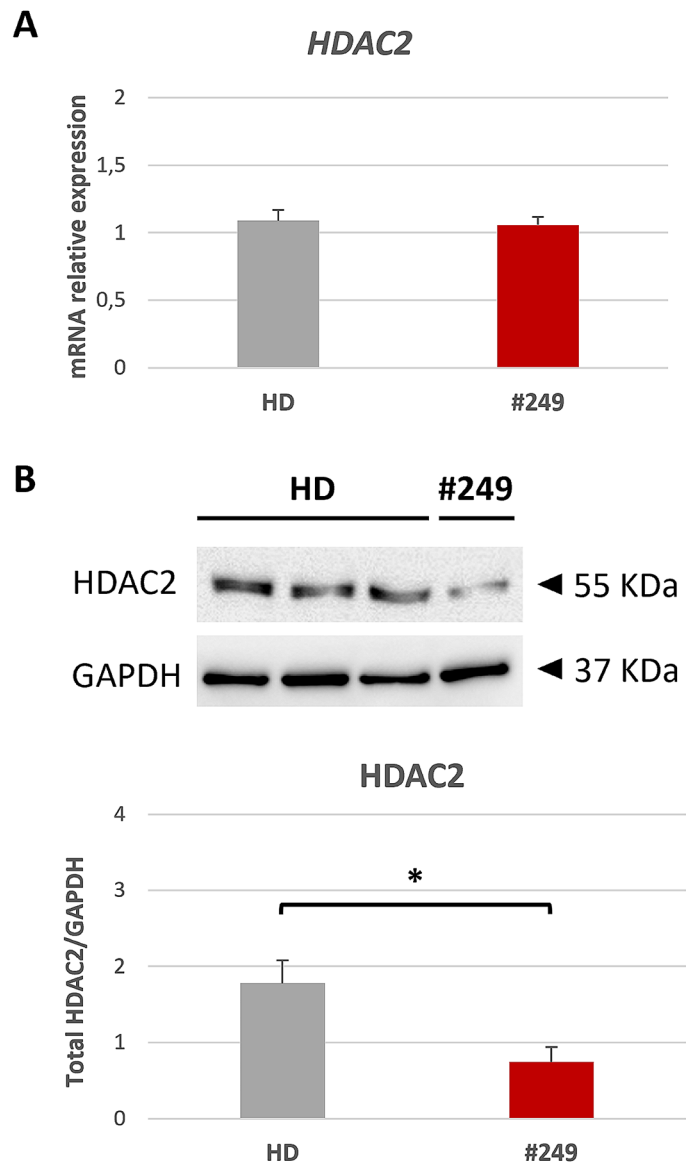 A
HDAC2
mRNA relative expression
2
1,5
1
0,5
0
HD
#249
B
HD
#249
HDAC2
55 KDa
GAPDH
37 KDa
HDAC2
Total HDAC2/GAPDH
4
3
*
2
1
0
HD
#249